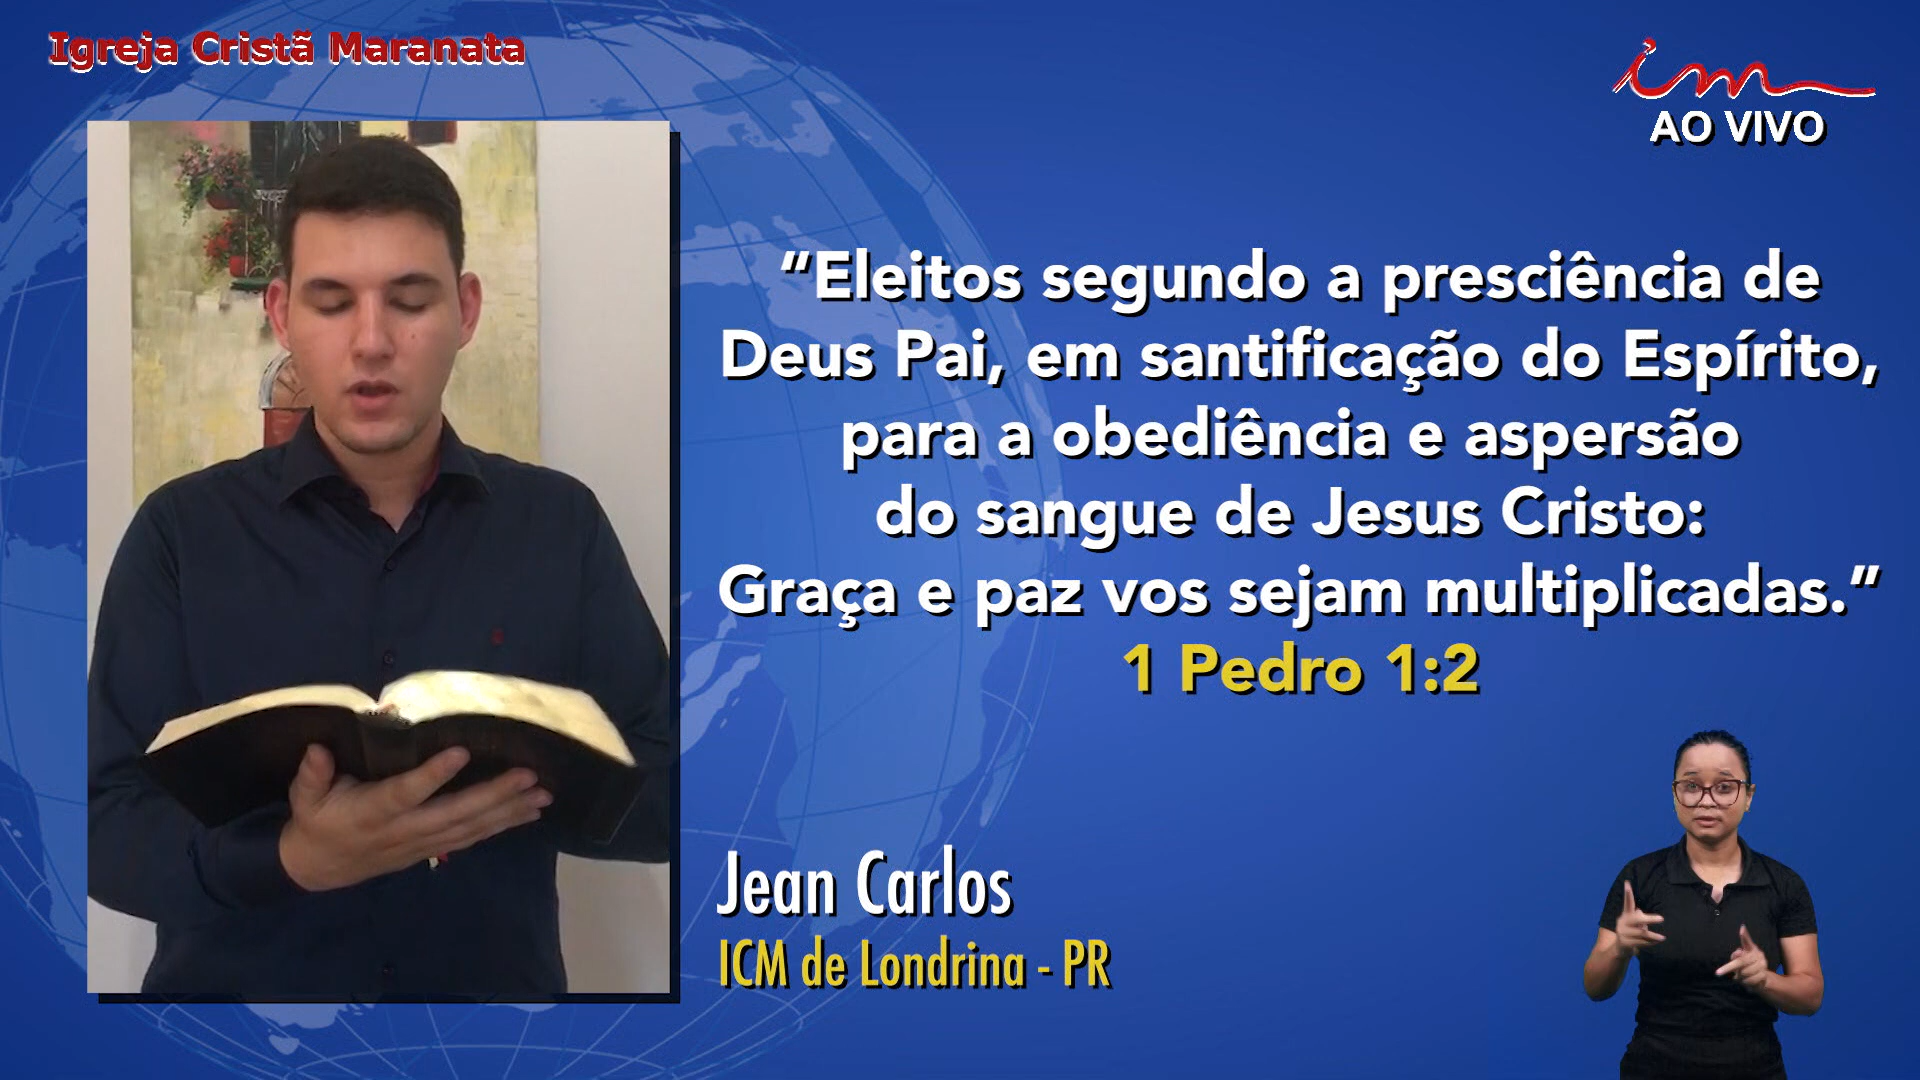 Igreja Cristã Maranata
icm
AO VIVO
“Eleitos segundo a presciência de
Deus Pai, em santificação do Espírito,
para a obediência e aspersão
do sangue de Jesus Cristo:
Graça e paz vos sejam multiplicadas.”
1 Pedro 1:2
Jean Carlos
ICM de Londrina - PR